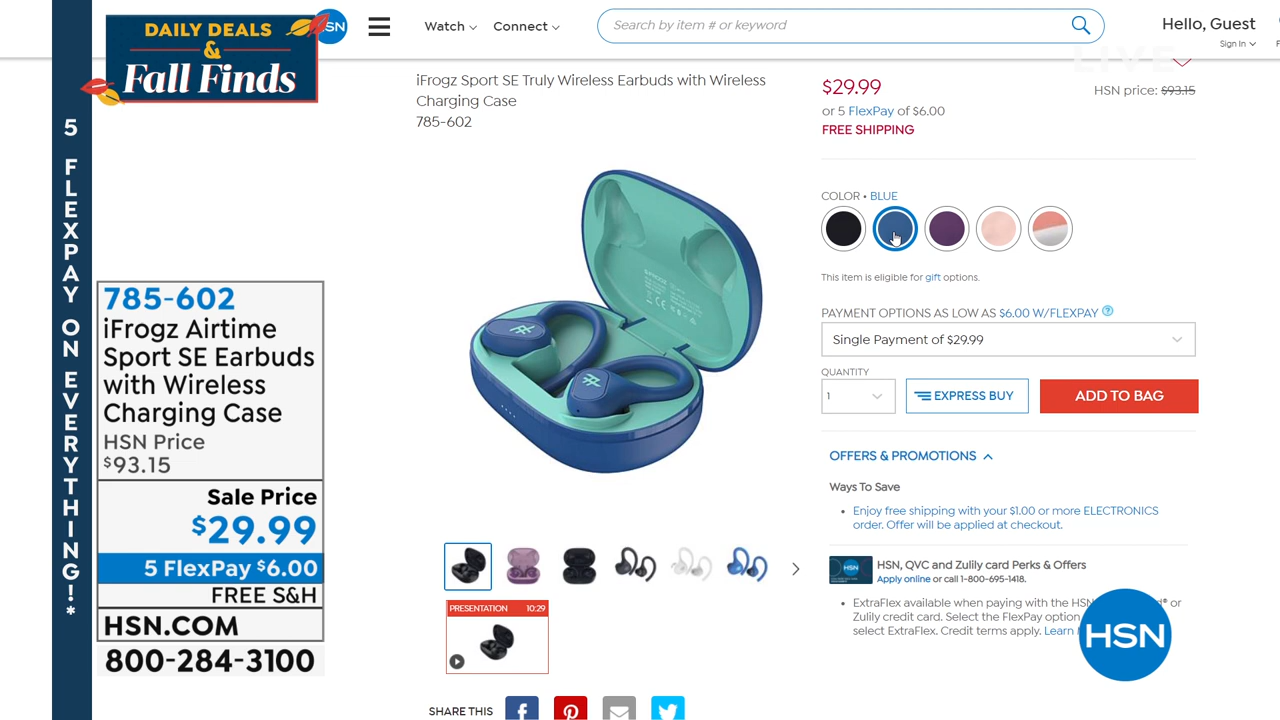 DAILY DEALS
&
Fall Finds
5 FLEXPAY ON EVERYTHING!*
785-602
iFrogz Airtime
Sport SE Earbuds
with Wireless
Charging Case
HSN Price
$93.15
Sale Price
$29.99
5 FlexPay $6.00
FREE S&H
HSN.COM
800-284-3100
SN
Watch
Connect
Search by item # or keyword
Hello, Guest
Sign In
LIVE
iFrogz Sport SE Truly Wireless Earbuds with Wireless
Charging Case
785-602
PRESENTATION 10:29
SHARE THIS
$29.99
HSN price: $93.15
or 5 FlexPay of $6.00
FREE SHIPPING
COLOR • BLUE
This item is eligible for gift options.
PAYMENT OPTIONS AS LOW AS $6.00 W/FLEXPAY ?
Single Payment of $29.99
QUANTITY
1
EXPRESS BUY
ADD TO BAG
OFFERS & PROMOTIONS
Ways To Save
• Enjoy free shipping with your $1.00 or more ELECTRONICS
order. Offer will be applied at checkout.
HSN
HSN, QVC and Zulily card Perks & Offers
Apply online or call 1-800-695-1418.
• ExtraFlex available when paying with the HSN or
Zulily credit card. Select the FlexPay option
select ExtraFlex. Credit terms apply. Learn
HSN